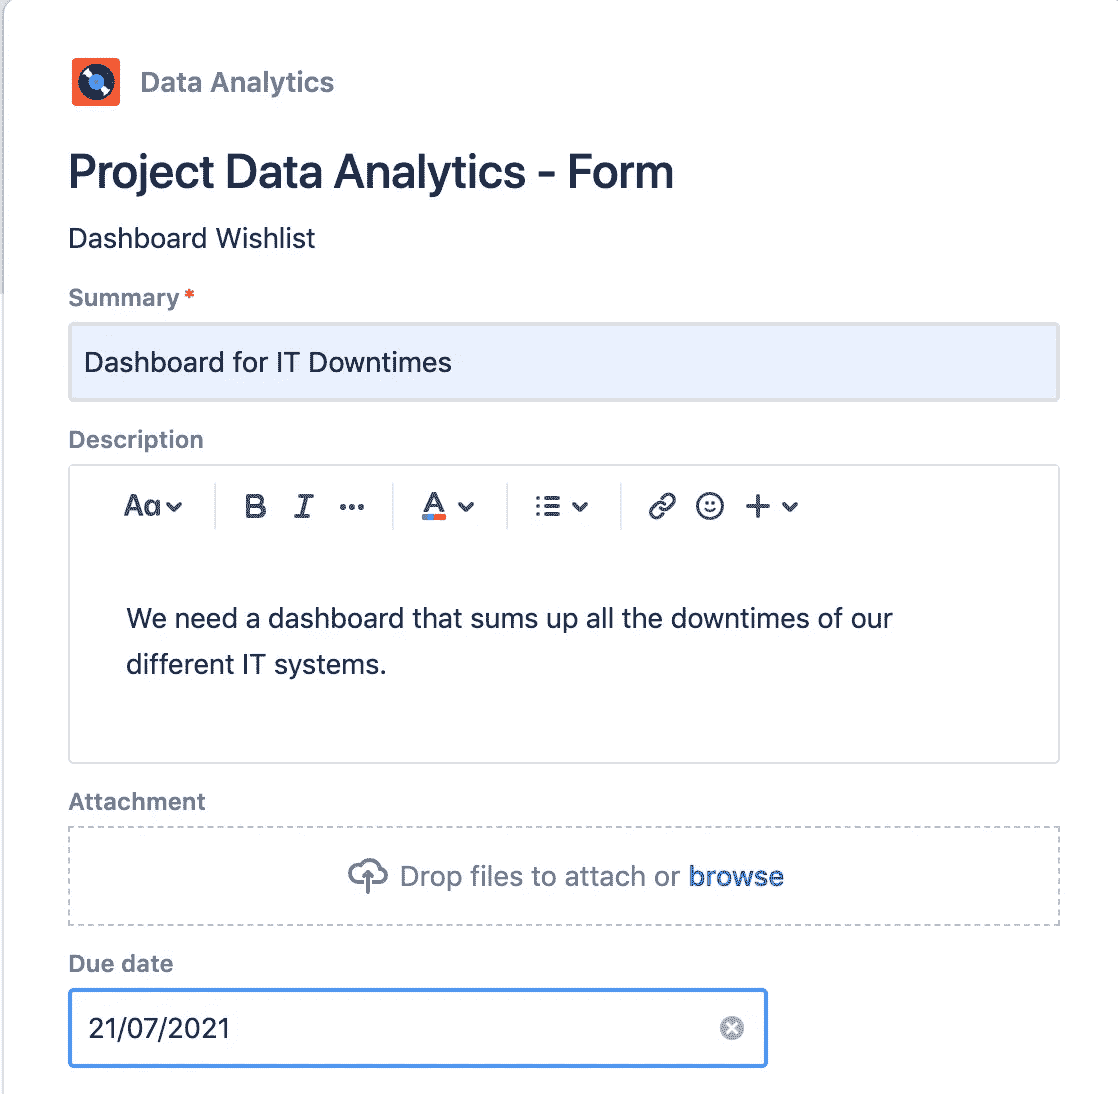 Data Analytics
Project Data Analytics - Form
Dashboard Wishlist
Summary *
Dashboard for IT Downtimes
Description
Aa B I ... A
We need a dashboard that sums up all the downtimes of our
different IT systems.
Attachment
Drop files to attach or browse
Due date
21/07/2021